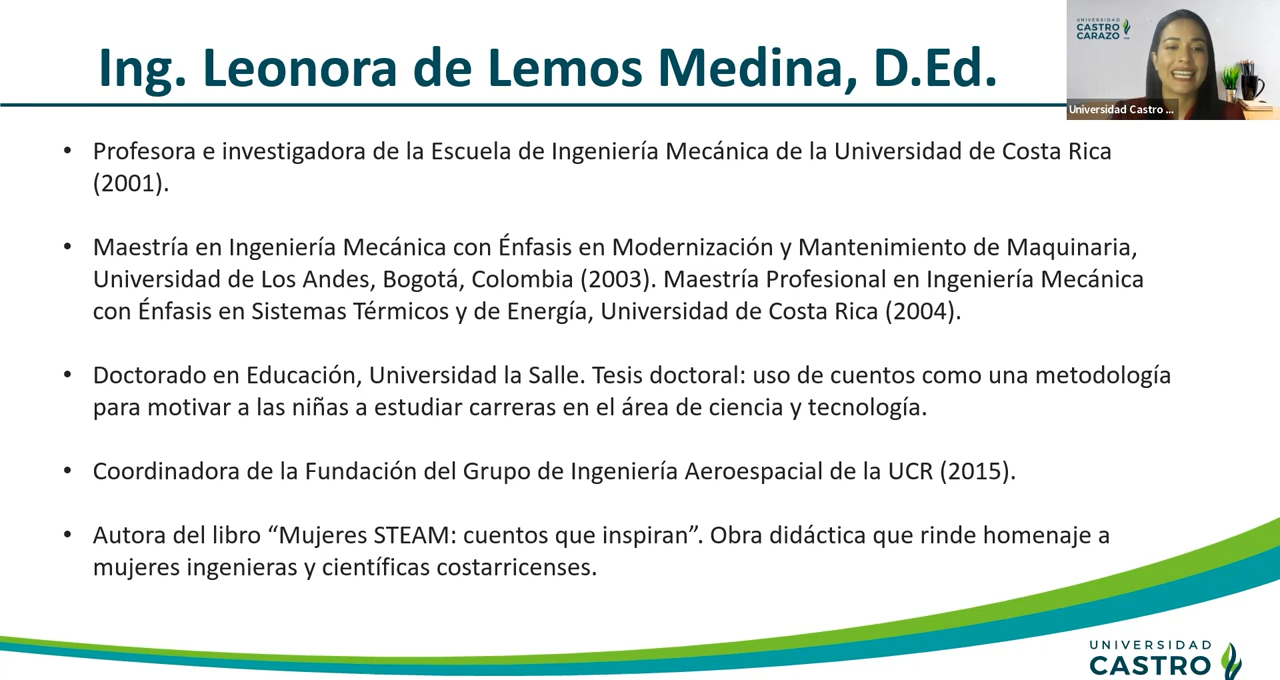 Ing. Leonora de Lemos Medina, D.Ed.
UNIVERSIDAD
CASTRO
CARAZO
Universidad Castro ...
• Profesora e investigadora de la Escuela de Ingeniería Mecánica de la Universidad de Costa Rica
(2001).
• Maestría en Ingeniería Mecánica con Énfasis en Modernización y Mantenimiento de Maquinaria,
Universidad de Los Andes, Bogotá, Colombia (2003). Maestría Profesional en Ingeniería Mecánica
con Énfasis en Sistemas Térmicos y de Energía, Universidad de Costa Rica (2004).
• Doctorado en Educación, Universidad la Salle. Tesis doctoral: uso de cuentos como una metodología
para motivar a las niñas a estudiar carreras en el área de ciencia y tecnología.
• Coordinadora de la Fundación del Grupo de Ingeniería Aeroespacial de la UCR (2015).
• Autora del libro “Mujeres STEAM: cuentos que inspiran”. Obra didáctica que rinde homenaje a
mujeres ingenieras y científicas costarricenses.
UNIVERSIDAD
CASTRO